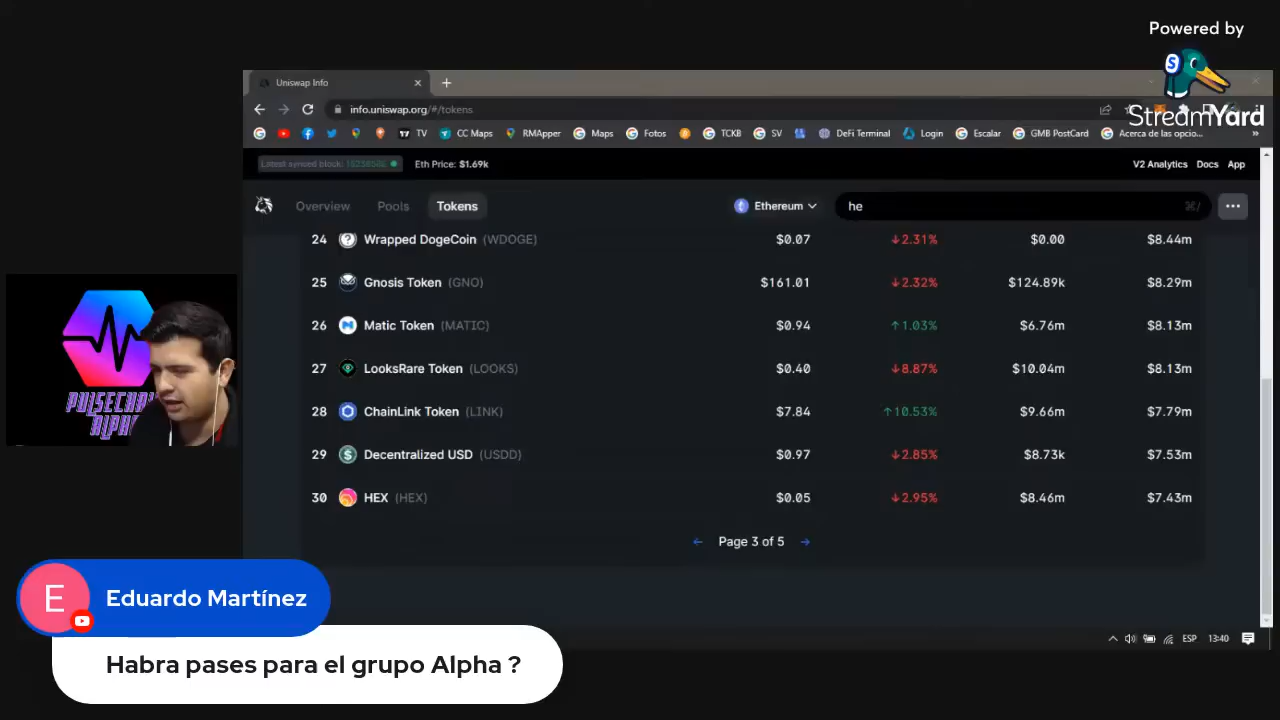 Powered by
StreamYard
Uniswap Info
info.uniswap.org/#/tokens
TV CC Maps RMApper Maps Fotos TCKB SV DeFi Terminal Login Escalar GMB PostCard Acerca de las opcio...
Latest synced block: Eth Price: $1.69k V2 Analytics Docs App
Overview Pools Tokens Ethereum he
24 Wrapped DogeCoin (WDOGE) $0.07 ↓2.31% $0.00 $8.44m
25 Gnosis Token (GNO) $161.01 ↓2.32% $124.89k $8.29m
26 Matic Token (MATIC) $0.94 ↑1.03% $6.76m $8.13m
27 LooksRare Token (LOOKS) $0.40 ↓8.87% $10.04m $8.13m
28 ChainLink Token (LINK) $7.84 ↑10.53% $9.66m $7.79m
29 Decentralized USD (USDD) $0.97 ↓2.85% $8.73k $7.53m
30 HEX (HEX) $0.05 ↓2.95% $8.46m $7.43m
← Page 3 of 5 →
E Eduardo Martínez
Habra pases para el grupo Alpha ?
ESP 13:40